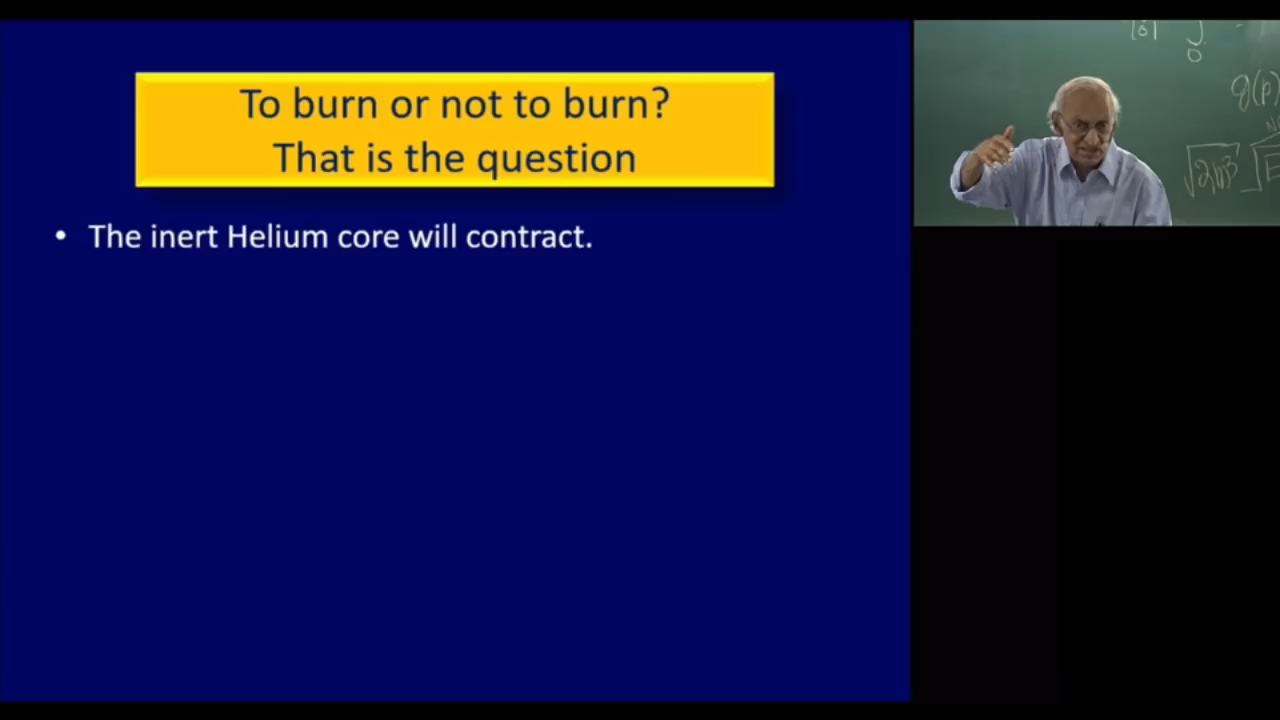 To burn or not to burn?
That is the question
• The inert Helium core will contract.